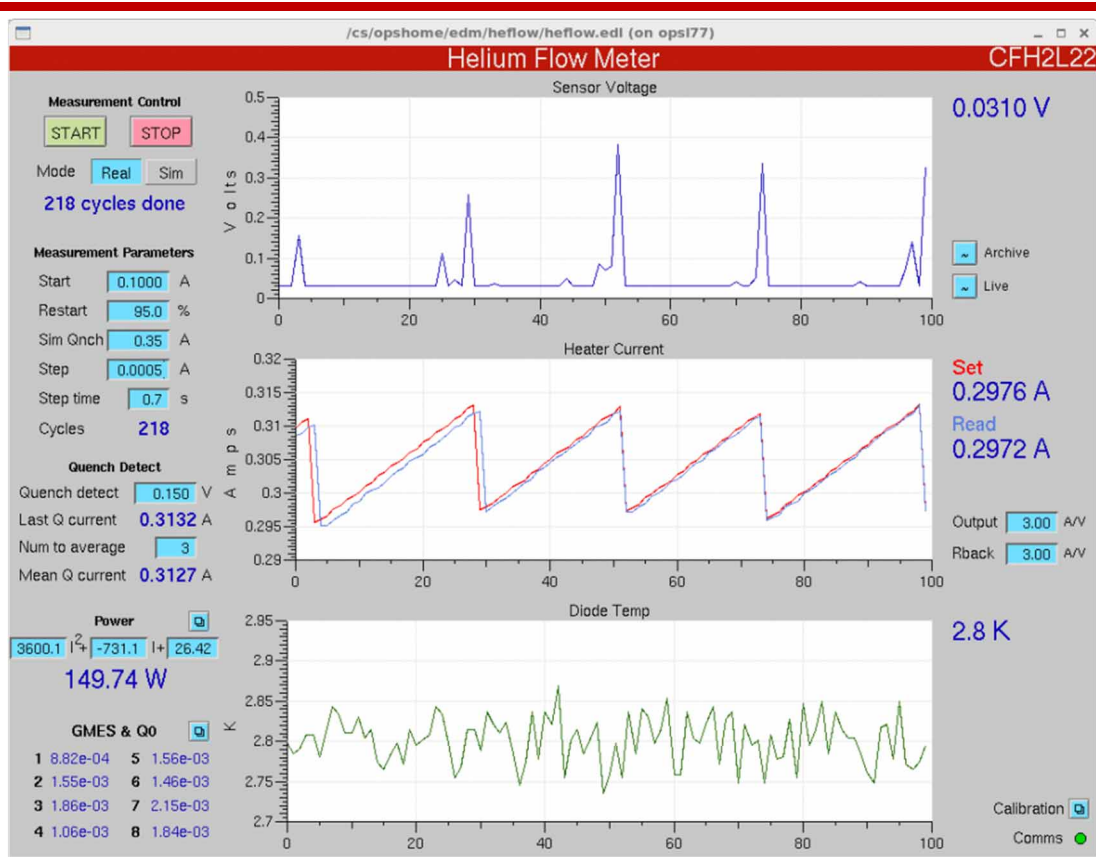 /cs/opshome/edm/heflow/heflow.edl (on opsl77)
Helium Flow Meter CFH2L22
Measurement Control
START STOP
Mode Real Sim
218 cycles done
Measurement Parameters
Start 0.1000 A
Restart 95.0 %
Sim Qnch 0.35 A
Step 0.0005 A
Step time 0.7 s
Cycles 218
Quench Detect
Quench detect 0.150 V
Last Q current 0.3132 A
Num to average 3
Mean Q current 0.3127 A
Power
3600.1 I2+ -731.1 I+ 26.42
149.74 W
GMES & Q0
1 8.82e-04 5 1.56e-03
2 1.55e-03 6 1.46e-03
3 1.86e-03 7 2.15e-03
4 1.06e-03 8 1.84e-03
Sensor Voltage
0.5
0.4
0.3
0.2
0.1
0
Volts
0 20 40 60 80 100
0.0310 V
~ Archive
~ Live
Heater Current
0.32
0.315
0.31
0.305
0.3
0.295
0.29
Amps
0 20 40 60 80 100
Set
0.2976 A
Read
0.2972 A
Output 3.00 A/V
Rback 3.00 A/V
Diode Temp
2.95
2.9
2.85
2.8
2.75
2.7
K
0 20 40 60 80 100
2.8 K
Calibration
Comms